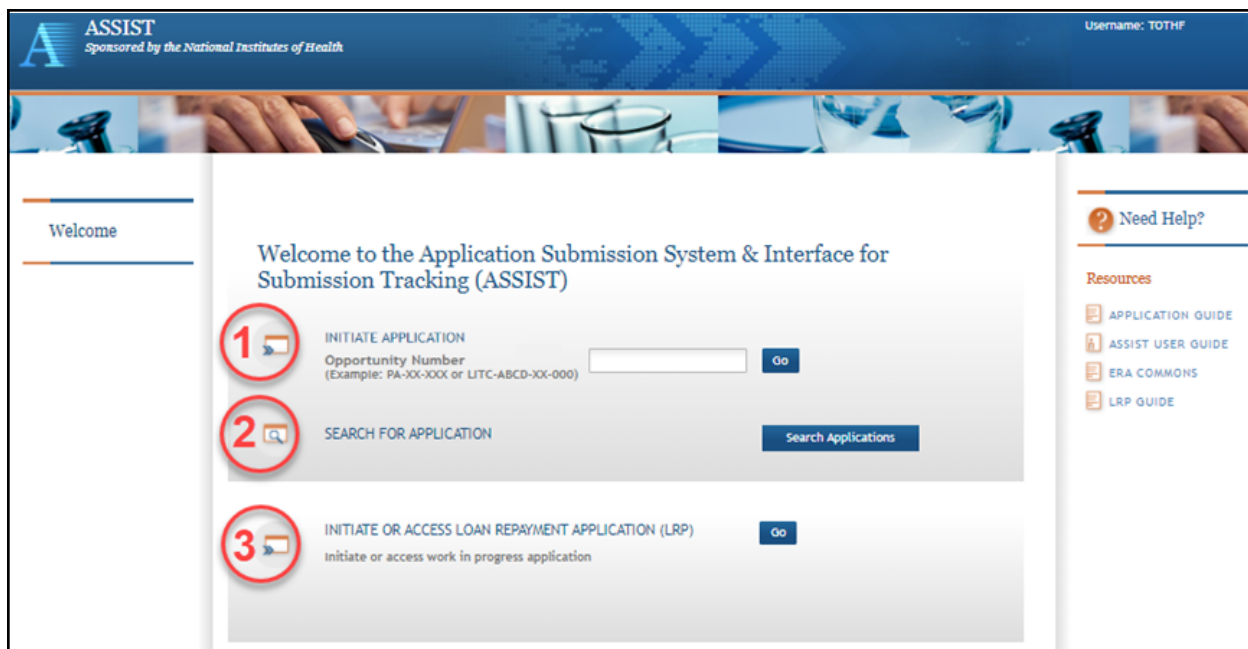 ASSIST
Sponsored by the National Institutes of Health
Username: TOTHF
Welcome
Need Help?
Resources
APPLICATION GUIDE
ASSIST USER GUIDE
ERA COMMONS
LRP GUIDE
Welcome to the Application Submission System & Interface for
Submission Tracking (ASSIST)
1
INITIATE APPLICATION
Opportunity Number
(Example: PA-XX-XXX or LITC-ABCD-XX-000)
Go
2
SEARCH FOR APPLICATION
Search Applications
3
INITIATE OR ACCESS LOAN REPAYMENT APPLICATION (LRP)
Go
Initiate or access work in progress application